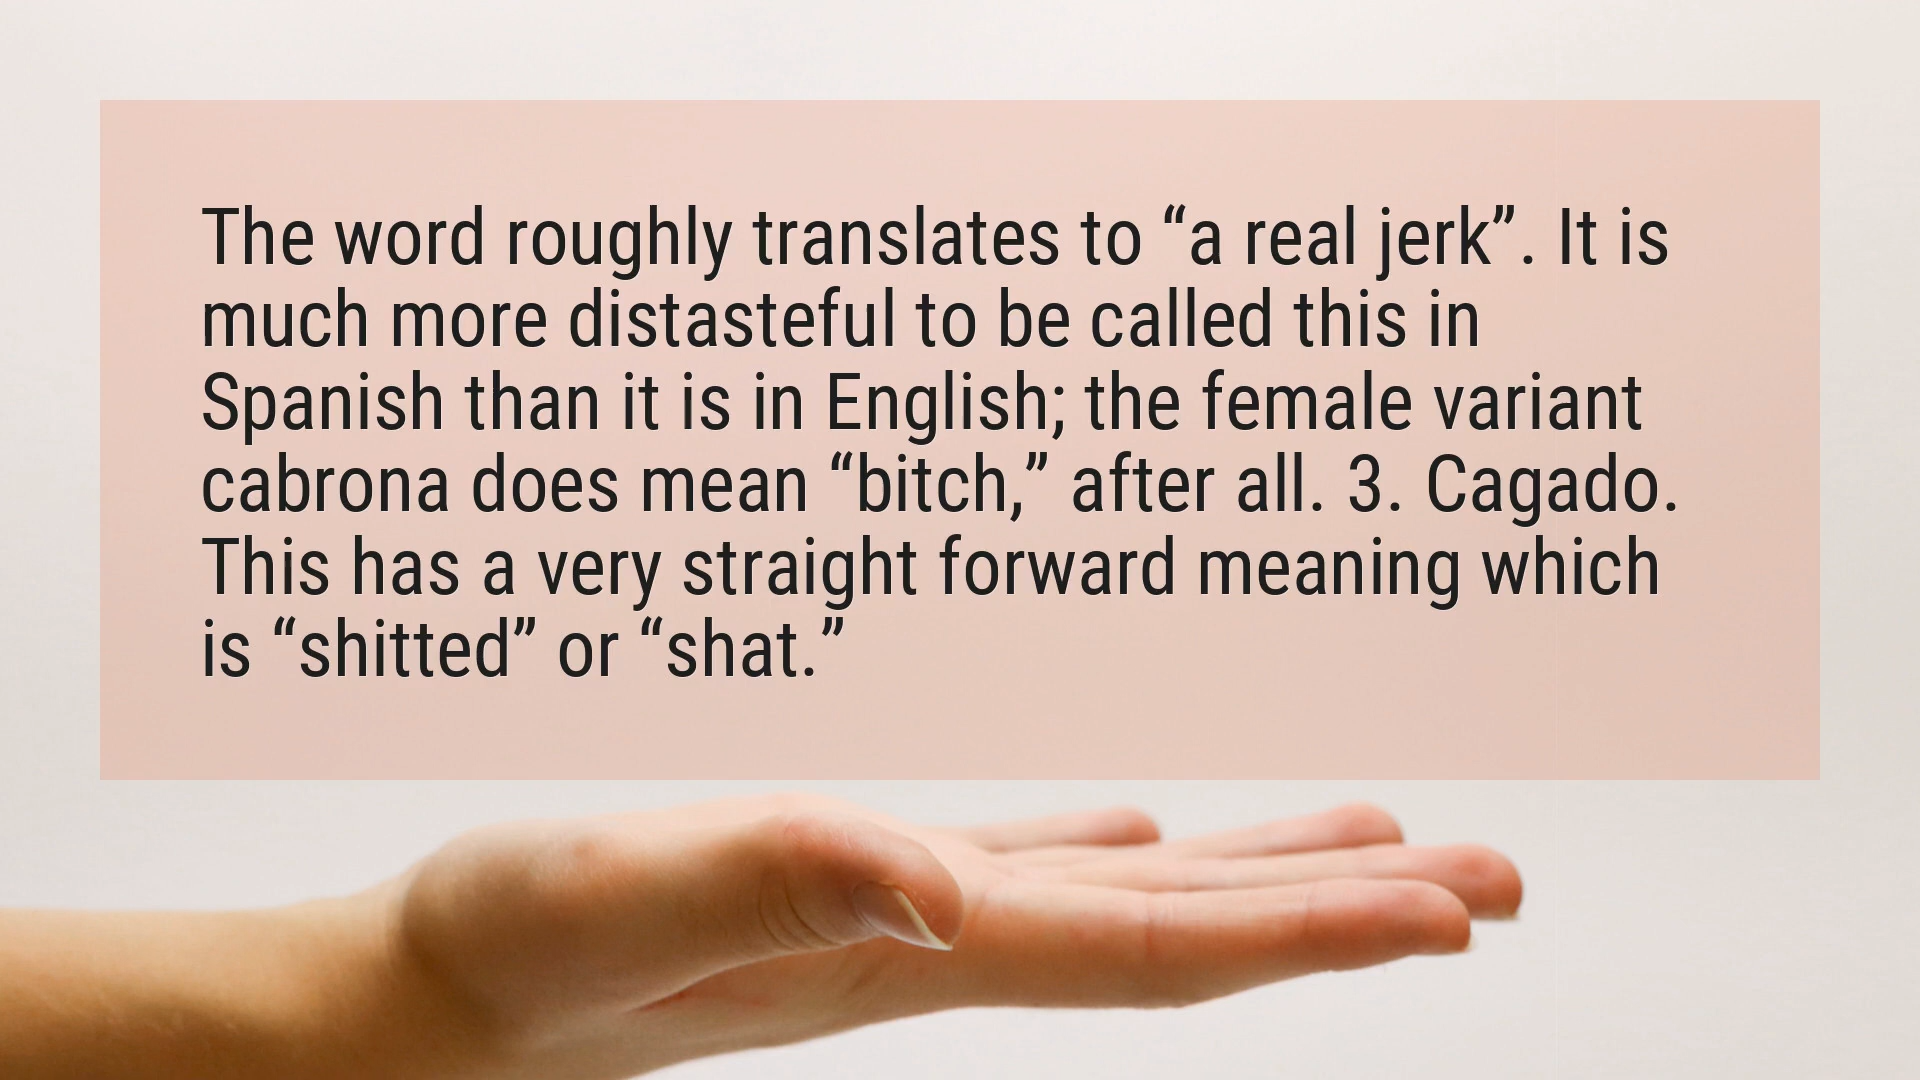 The word roughly translates to “a real jerk”. It is
much more distasteful to be called this in
Spanish than it is in English; the female variant
cabrona does mean “bitch,” after all. 3. Cagado.
This has a very straight forward meaning which
is “shitted” or “shat.”